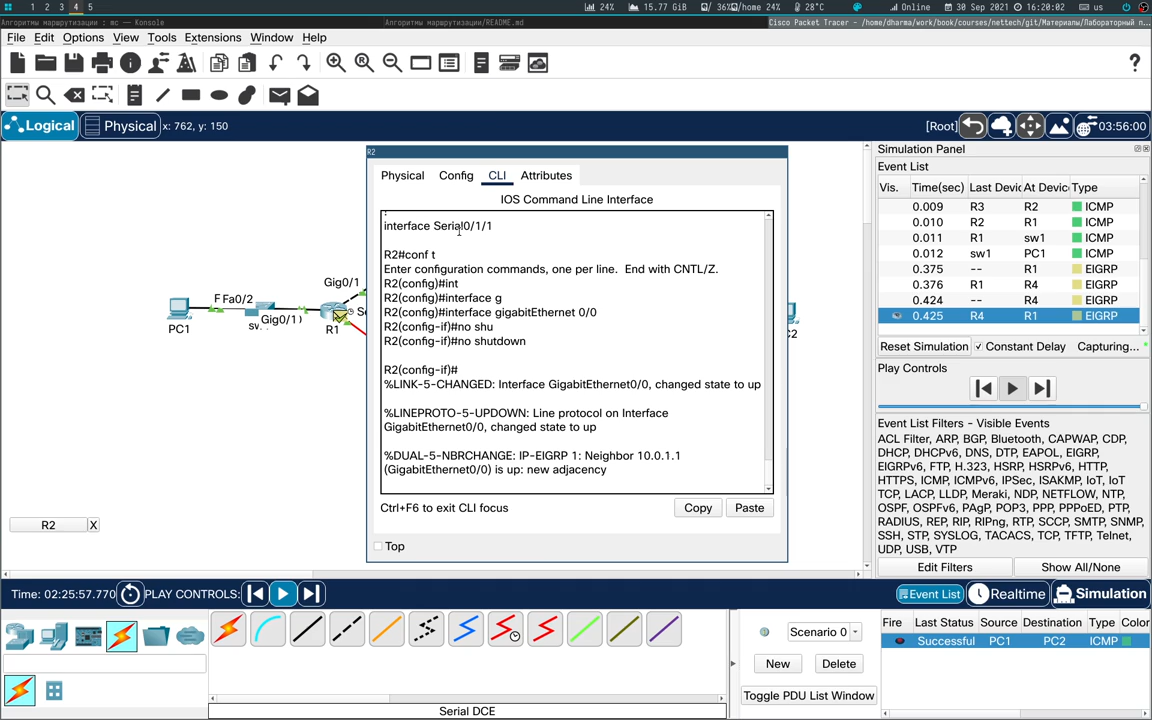 1 2 3 4 5
24% 15.77 GiB / 36% /home 24% 28°C Online 30 Sep 2021 16:20:02 us
Алгоритмы маршрутизации : mc — Konsole
Алгоритмы маршрутизации/README.md
Cisco Packet Tracer - /home/dharma/work/book/courses/nettech/git/Материалы/Лабораторный п...
File Edit Options View Tools Extensions Window Help
?
Logical Physical x: 762, y: 150 [Root] 03:56:00
R2
Physical Config CLI Attributes
IOS Command Line Interface
!
interface Serial0/1/1
R2#conf t
Enter configuration commands, one per line. End with CNTL/Z.
R2(config)#int
R2(config)#interface g
R2(config)#interface gigabitEthernet 0/0
R2(config-if)#no shu
R2(config-if)#no shutdown
R2(config-if)#
%LINK-5-CHANGED: Interface GigabitEthernet0/0, changed state to up
%LINEPROTO-5-UPDOWN: Line protocol on Interface
GigabitEthernet0/0, changed state to up
%DUAL-5-NBRCHANGE: IP-EIGRP 1: Neighbor 10.0.1.1
(GigabitEthernet0/0) is up: new adjacency
Ctrl+F6 to exit CLI focus
Copy Paste
Top
Gig0/1
F Fa0/2
Gig0/1)
Se
PC1 sw. R1
C2
R2 X
Simulation Panel
Event List
Vis. Time(sec) Last Devic At Device Type
0.009 R3 R2 ICMP
0.010 R2 R1 ICMP
0.011 R1 sw1 ICMP
0.012 sw1 PC1 ICMP
0.375 -- R1 EIGRP
0.376 R1 R4 EIGRP
0.424 -- R1 EIGRP
0.425 R4 R1 EIGRP
Reset Simulation Constant Delay Capturing...
Play Controls
Event List Filters - Visible Events
ACL Filter, ARP, BGP, Bluetooth, CAPWAP, CDP,
DHCP, DHCPv6, DNS, DTP, EAPOL, EIGRP,
EIGRPv6, FTP, H.323, HSRP, HSRPv6, HTTP,
HTTPS, ICMP, ICMPv6, IPSec, ISAKMP, IoT, IoT
TCP, LACP, LLDP, Meraki, NDP, NETFLOW, NTP,
OSPF, OSPFv6, PAgP, POP3, PPP, PPPoED, PTP,
RADIUS, REP, RIP, RIPng, RTP, SCCP, SMTP, SNMP,
SSH, STP, SYSLOG, TACACS, TCP, TFTP, Telnet,
UDP, USB, VTP
Edit Filters Show All/None
Time: 02:25:57.770 PLAY CONTROLS: Event List Realtime Simulation
Scenario 0
New Delete
Toggle PDU List Window
Serial DCE
Fire Last Status Source Destination Type Color
Successful PC1 PC2 ICMP